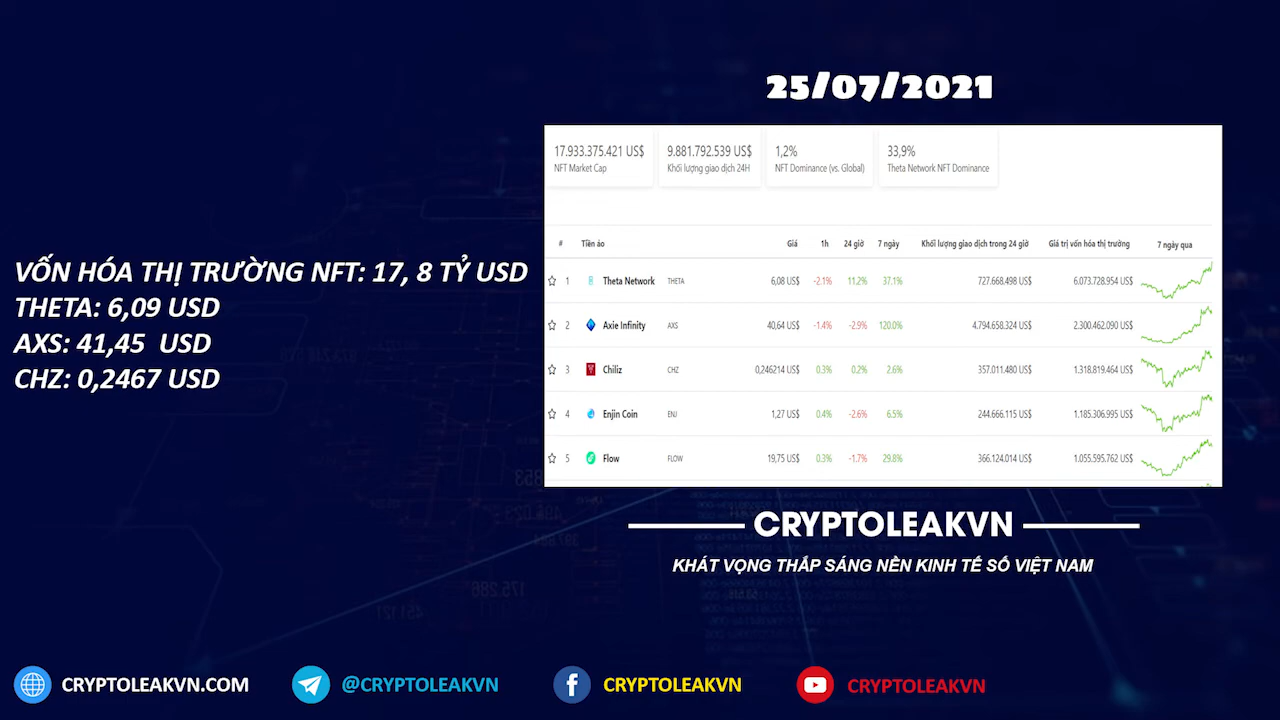 VỐN HÓA THỊ TRƯỜNG NFT: 17, 8 TỶ USD
THETA: 6,09 USD
AXS: 41,45 USD
CHZ: 0,2467 USD
25/07/2021
17.933.375.421 US$ 9.881.792.539 US$ 1,2% 33,9%
NFT Market Cap Khối lượng giao dịch 24H NFT Dominance (vs. Global) Theta Network NFT Dominance
# Tiền ảo Giá 1h 24 giờ 7 ngày Khối lượng giao dịch trong 24 giờ Giá trị vốn hóa thị trường 7 ngày qua
1 Theta Network THETA 6,08 US$ -2.1% 11,2% 37.1% 727.668.498 US$ 6.073.728.954 US$
2 Axie Infinity AXS 40,64 US$ -1.4% -2.9% 120.0% 4.794.658.324 US$ 2.300.462.090 US$
3 Chiliz CHZ 0,246214 US$ 0.3% 0.2% 2.6% 357.011.480 US$ 1.318.819.464 US$
4 Enjin Coin ENJ 1,27 US$ 0.4% -2.6% 6.5% 244.666.115 US$ 1.185.306.995 US$
5 Flow FLOW 19,75 US$ 0.3% -1.7% 29.8% 366.124.014 US$ 1.055.595.762 US$
CRYPTOLEAKVN
KHÁT VỌNG THẮP SÁNG NỀN KINH TẾ SỐ VIỆT NAM
CRYPTOLEAKVN.COM @CRYPTOLEAKVN CRYPTOLEAKVN CRYPTOLEAKVN